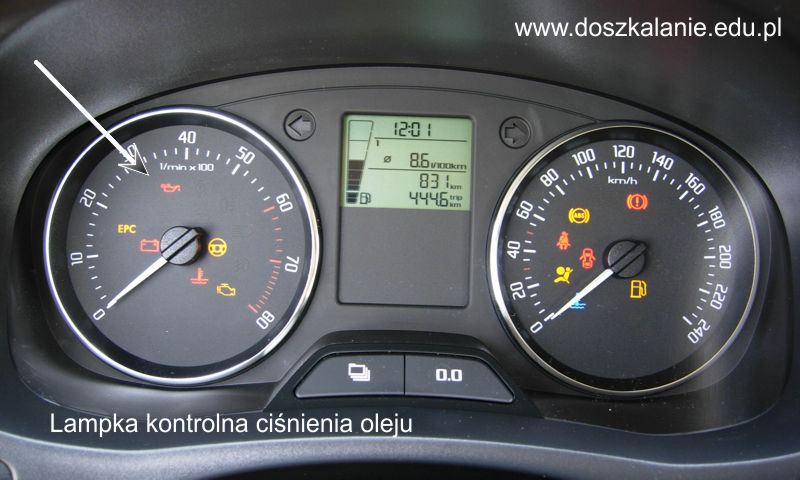 www.doszkalanie.edu.pl
12:01
1
ø 8.6 l/100km
831 km
444.6 trip km
0 10 20 30 40 50 60 70 80
1/min x 100
EPC
0 20 40 60 80 100 120 140 160 180 200 220 240
km/h
ABS
0.0
Lampka kontrolna ciśnienia oleju